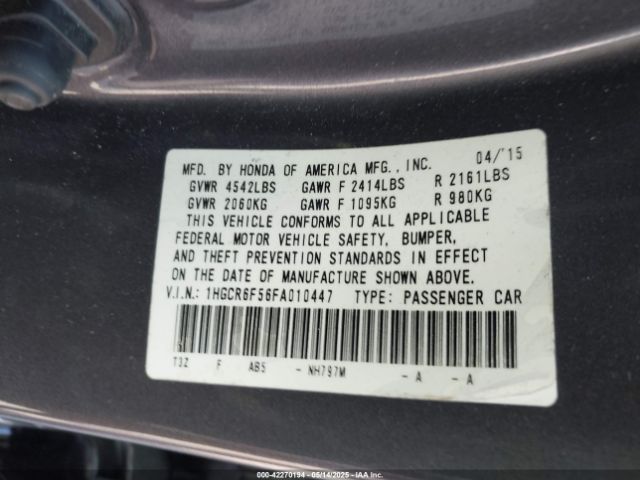 MFD. BY HONDA OF AMERICA MFG., INC. 04/'15
GVWR 4542LBS GAWR F 2414LBS R 2161LBS
GVWR 2060KG GAWR F 1095KG R 980KG
THIS VEHICLE CONFORMS TO ALL APPLICABLE
FEDERAL MOTOR VEHICLE SAFETY, BUMPER,
AND THEFT PREVENTION STANDARDS IN EFFECT
ON THE DATE OF MANUFACTURE SHOWN ABOVE.
V.I.N.: 1HGCR6F56FA010447 TYPE: PASSENGER CAR
T3Z F AB5 - NH797M - A - A
000-42270194 - 05/14/2025 - IAAI Inc.